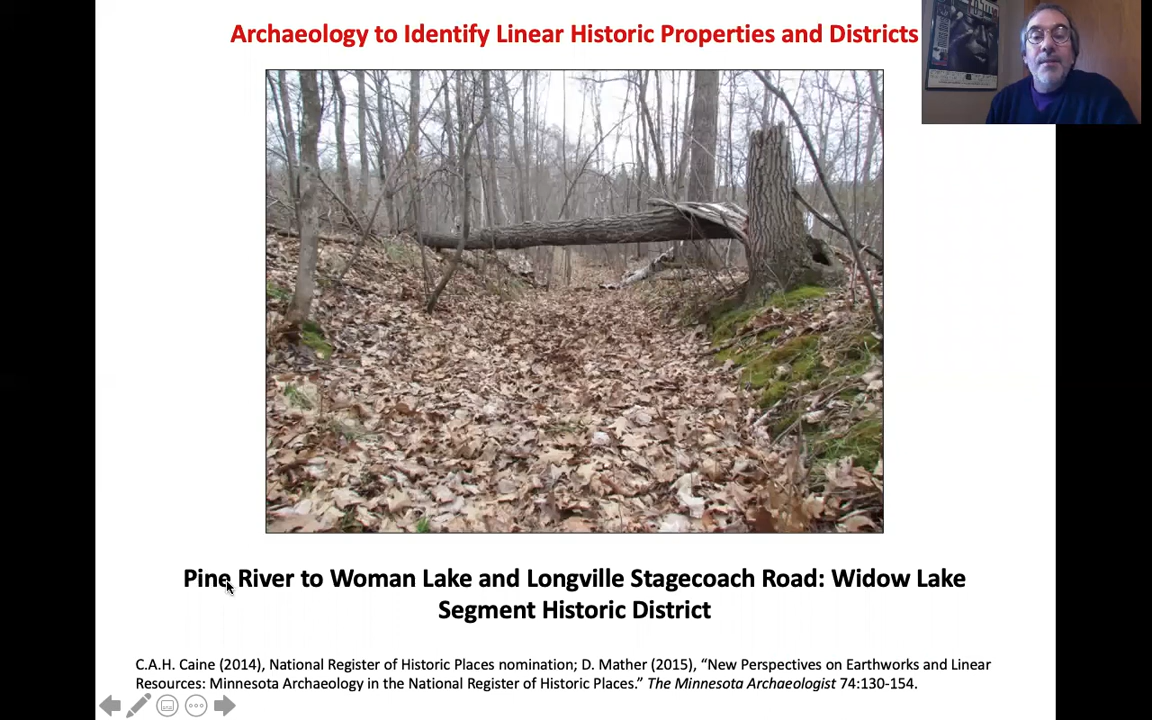 Archaeology to Identify Linear Historic Properties and Districts
Pine River to Woman Lake and Longville Stagecoach Road: Widow Lake
Segment Historic District
C.A.H. Caine (2014), National Register of Historic Places nomination; D. Mather (2015), “New Perspectives on Earthworks and Linear
Resources: Minnesota Archaeology in the National Register of Historic Places.” The Minnesota Archaeologist 74:130-154.